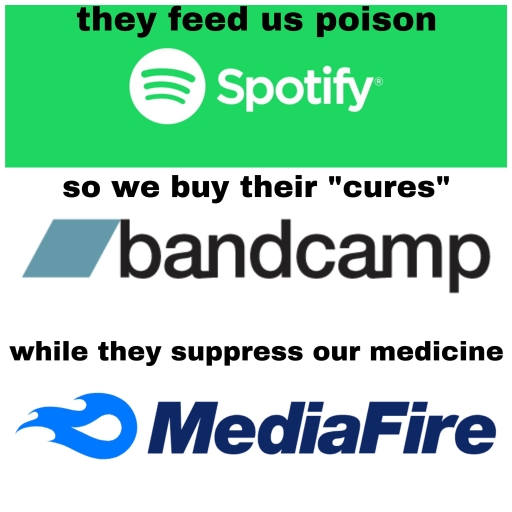 they feed us poison
Spotify®
so we buy their "cures"
bandcamp
while they suppress our medicine
MediaFire